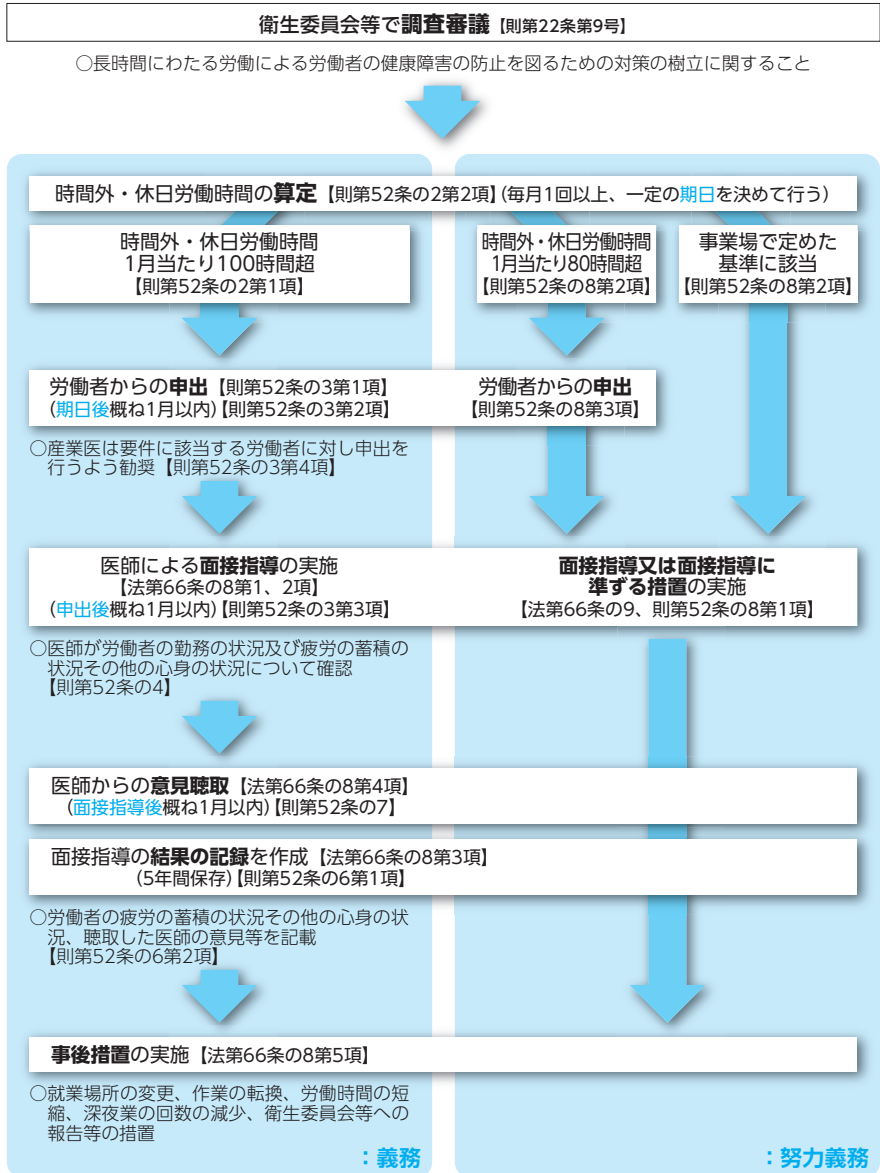 衛生委員会等で調査審議【則第22条第9号】
○長時間にわたる労働による労働者の健康障害の防止を図るための対策の樹立に関すること
時間外・休日労働時間の算定【則第52条の2第2項】(毎月1回以上、一定の期日を決めて行う)
時間外・休日労働時間
1月当たり100時間超
【則第52条の2第1項】
時間外・休日労働時間
1月当たり80時間超
【則第52条の8第2項】
事業場で定めた
基準に該当
【則第52条の8第2項】
労働者からの申出【則第52条の3第1項】
(期日後概ね1月以内)【則第52条の3第2項】
労働者からの申出
【則第52条の8第3項】
○産業医は要件に該当する労働者に対し申出を
行うよう勧奨【則第52条の3第4項】
医師による面接指導の実施
【法第66条の8第1、2項】
(申出後概ね1月以内)【則第52条の3第3項】
面接指導又は面接指導に
準ずる措置の実施
【法第66条の9、則第52条の8第1項】
○医師が労働者の勤務の状況及び疲労の蓄積の
状況その他の心身の状況について確認
【則第52条の4】
医師からの意見聴取【法第66条の8第4項】
(面接指導後概ね1月以内)【則第52条の7】
面接指導の結果の記録を作成【法第66条の8第3項】
(5年間保存)【則第52条の6第1項】
○労働者の疲労の蓄積の状況その他の心身の状
況、聴取した医師の意見等を記載
【則第52条の6第2項】
事後措置の実施【法第66条の8第5項】
○就業場所の変更、作業の転換、労働時間の短
縮、深夜業の回数の減少、衛生委員会等への
報告等の措置
：義務
：努力義務